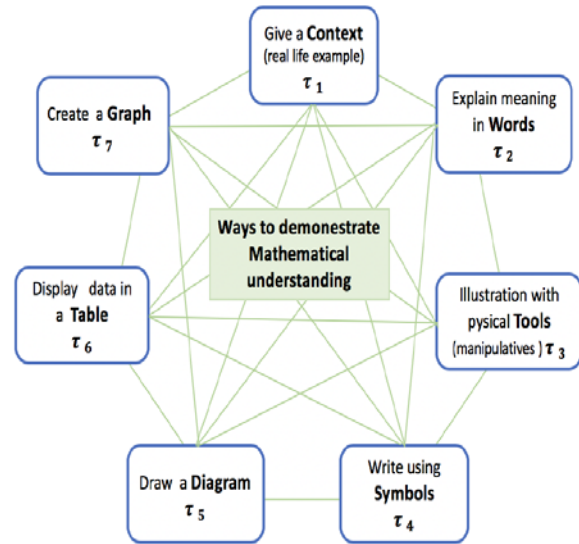 Give a Context
(real life example)
τ 1
Explain meaning
in Words
τ 2
Illustration with
pysical Tools
(manipulatives ) τ 3
Write using
Symbols
τ 4
Draw a Diagram
τ 5
Display data in
a Table
τ 6
Create a Graph
τ 7
Ways to demonestrate
Mathematical
understanding